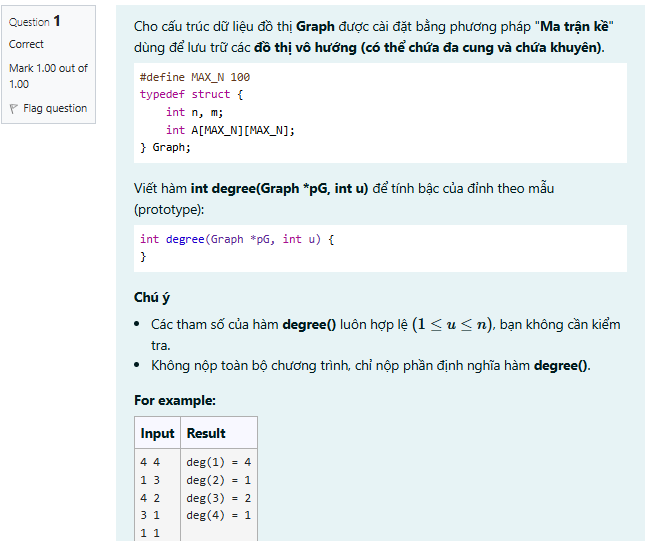 Question 1
Correct
Mark 1.00 out of
1.00
Flag question
Cho cấu trúc dữ liệu đồ thị Graph được cài đặt bằng phương pháp "Ma trận kề"
dùng để lưu trữ các đồ thị vô hướng (có thể chứa đa cung và chứa khuyên).
#define MAX_N 100
typedef struct {
    int n, m;
    int A[MAX_N][MAX_N];
} Graph;
Viết hàm int degree(Graph *pG, int u) để tính bậc của đỉnh theo mẫu
(prototype):
int degree(Graph *pG, int u) {
}
Chú ý
• Các tham số của hàm degree() luôn hợp lệ (1 ≤ u ≤ n), bạn không cần kiểm
tra.
• Không nộp toàn bộ chương trình, chỉ nộp phần định nghĩa hàm degree().
For example:
Input Result
4 4 deg(1) = 4
1 3 deg(2) = 1
4 2 deg(3) = 2
3 1 deg(4) = 1
1 1